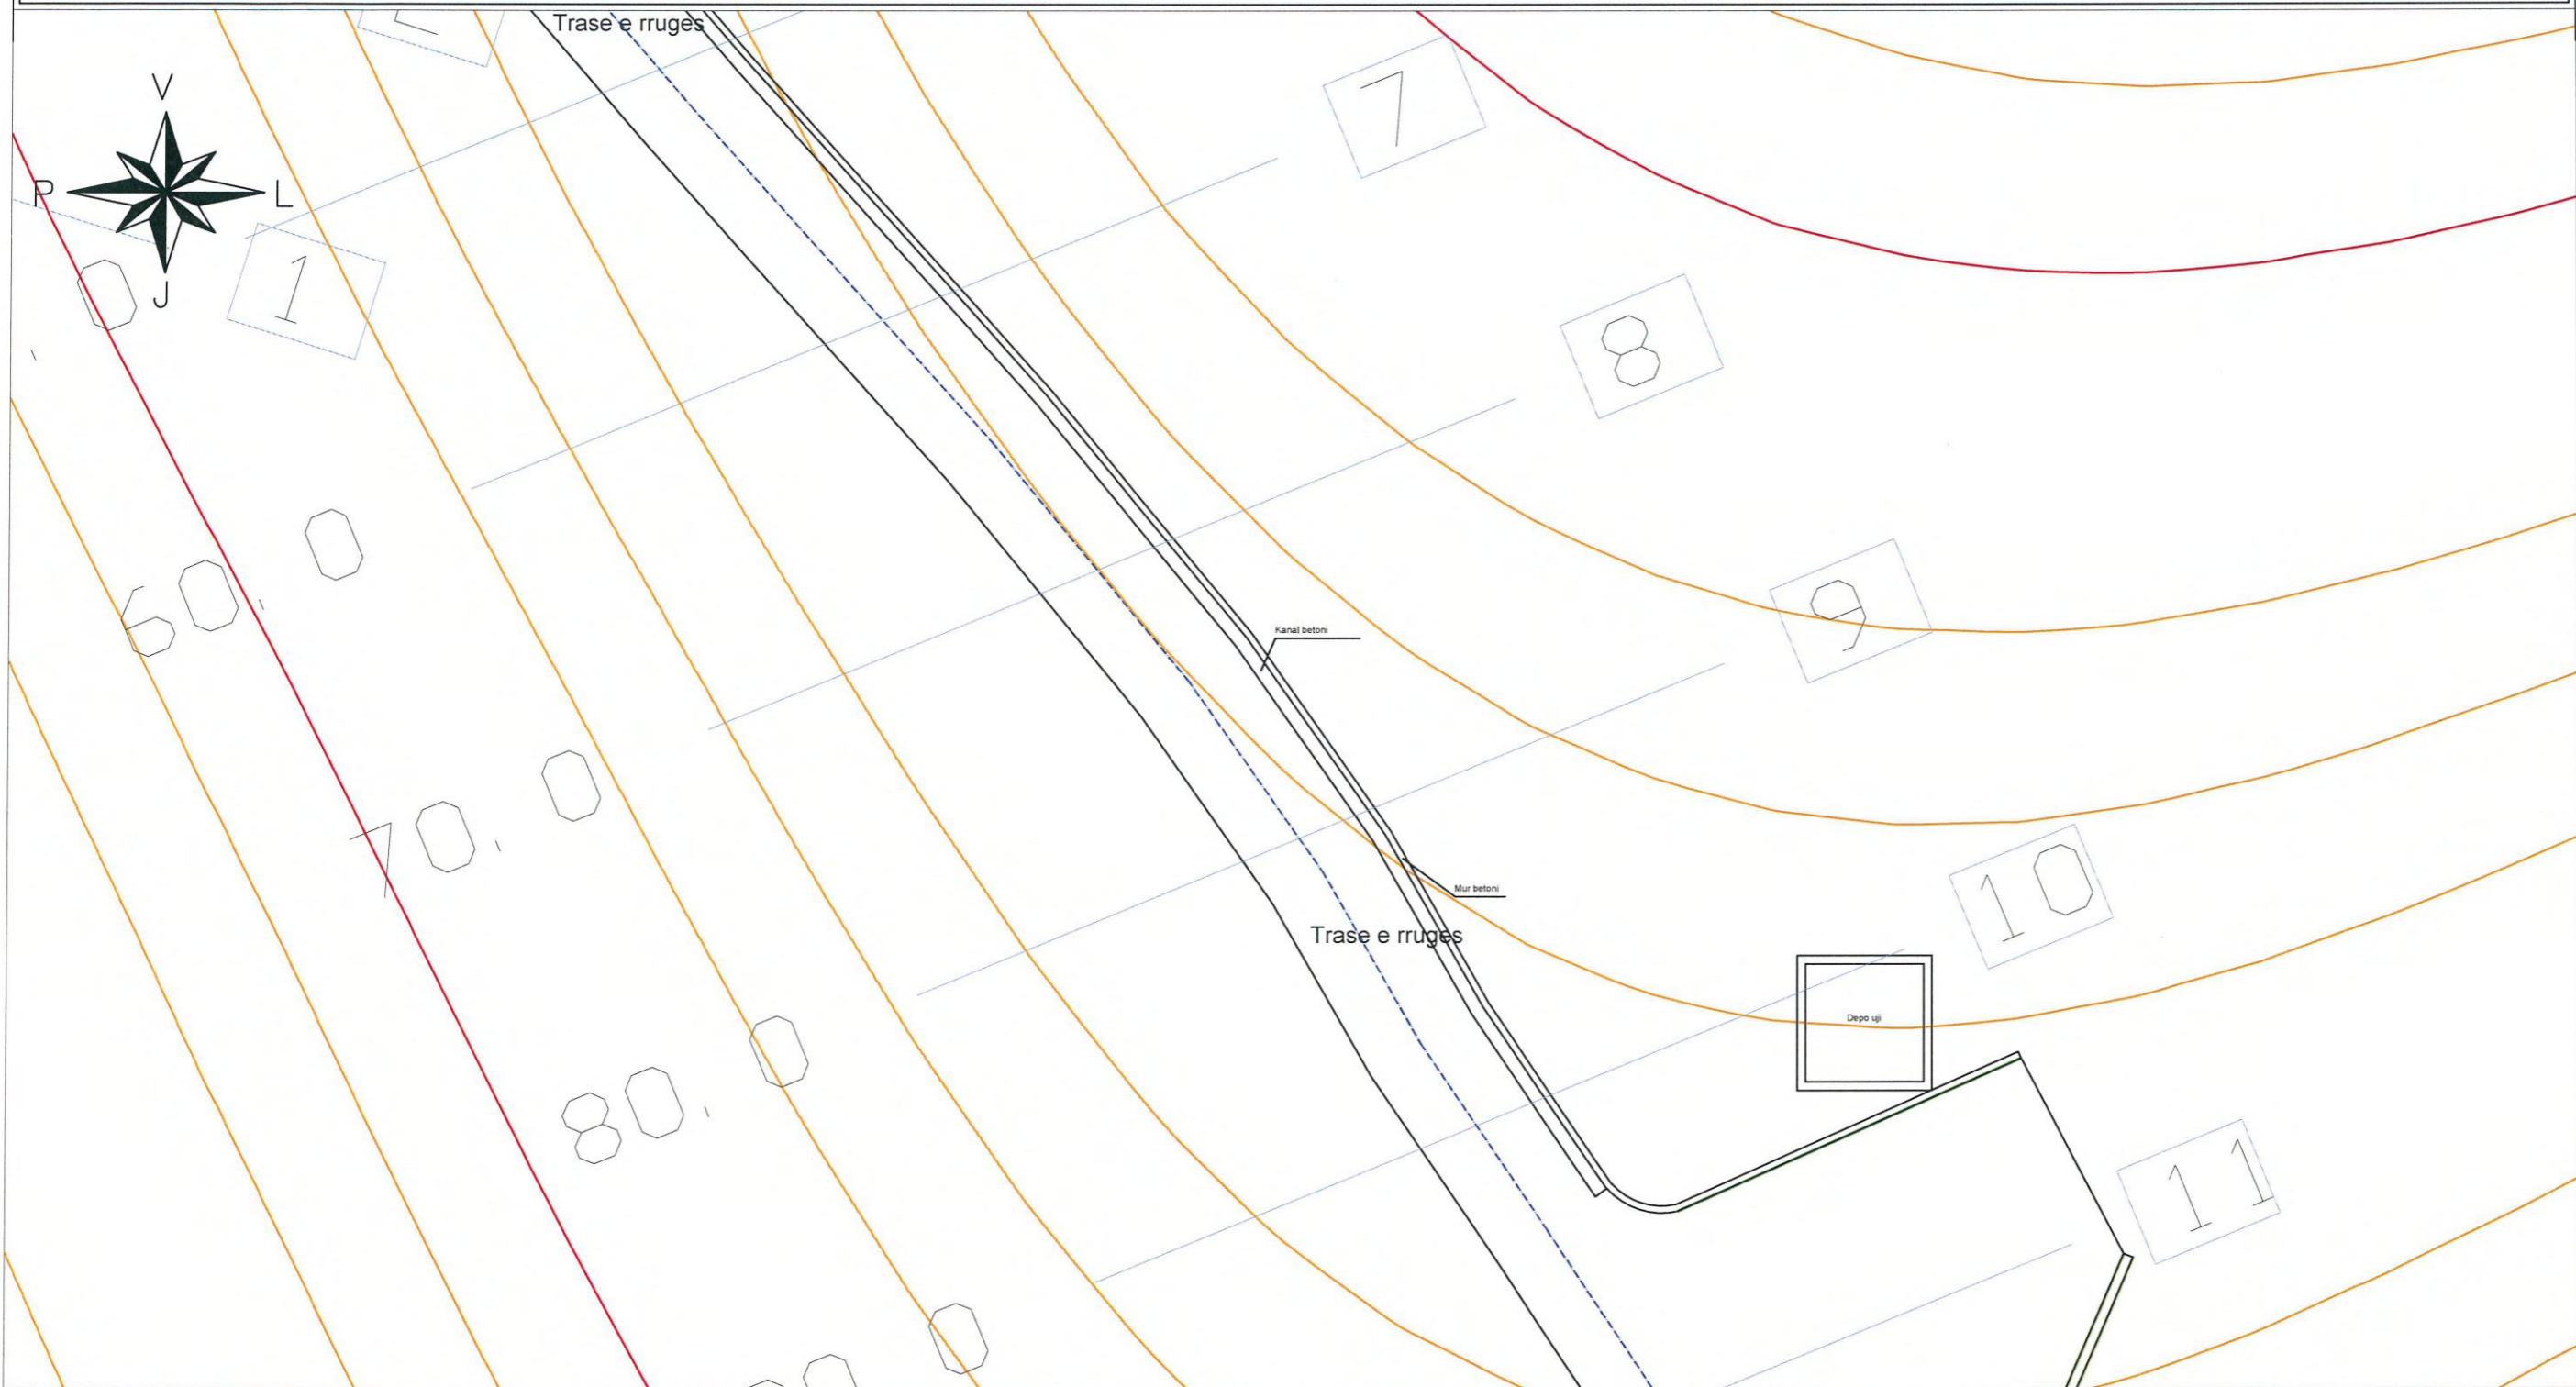 Trase e rruges
V
P
L
J
1
7
8
9
10
11
0
60.0
70.0
80.0
Kanal betoni
Mur betoni
Trase e rruges
Depo uji
0